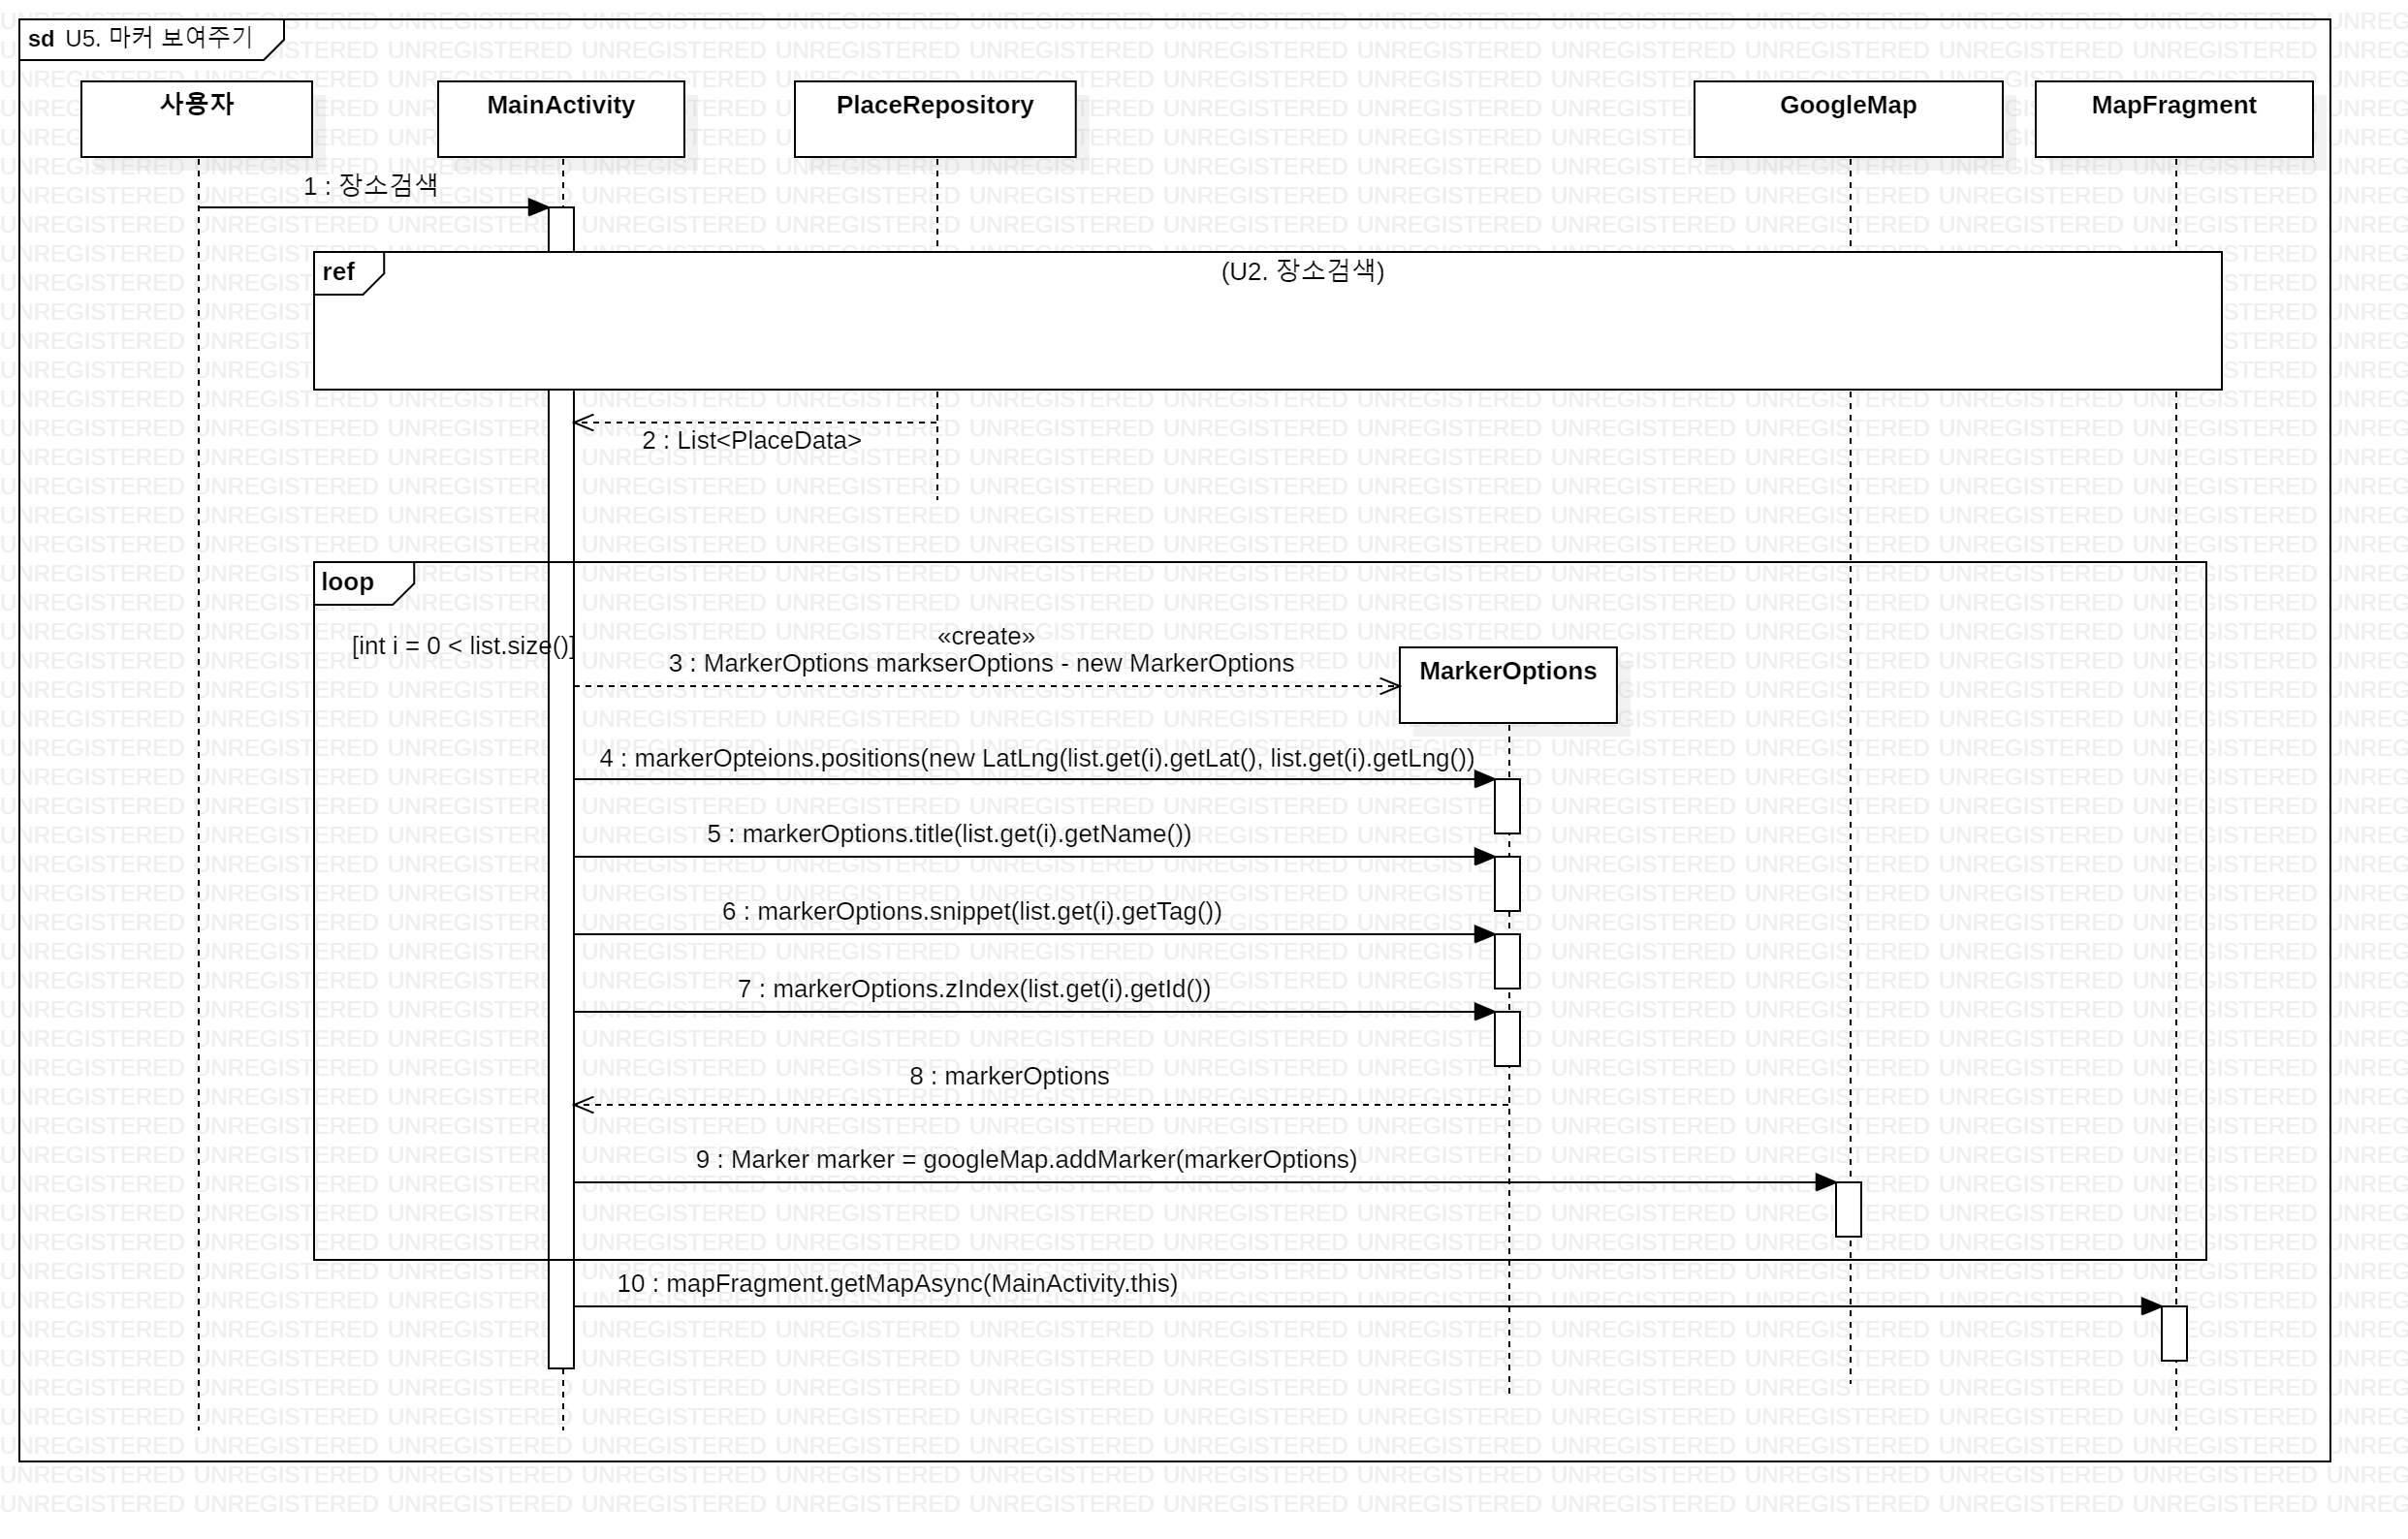 sd U5. 마커 보여주기
사용자
MainActivity
PlaceRepository
GoogleMap
MapFragment
1 : 장소검색
ref
(U2. 장소검색)
2 : List<PlaceData>
loop
[int i = 0 < list.size()]
«create»
3 : MarkerOptions markserOptions - new MarkerOptions
MarkerOptions
4 : markerOpteions.positions(new LatLng(list.get(i).getLat(), list.get(i).getLng())
5 : markerOptions.title(list.get(i).getName())
6 : markerOptions.snippet(list.get(i).getTag())
7 : markerOptions.zIndex(list.get(i).getId())
8 : markerOptions
9 : Marker marker = googleMap.addMarker(markerOptions)
10 : mapFragment.getMapAsync(MainActivity.this)
UNREGISTERED